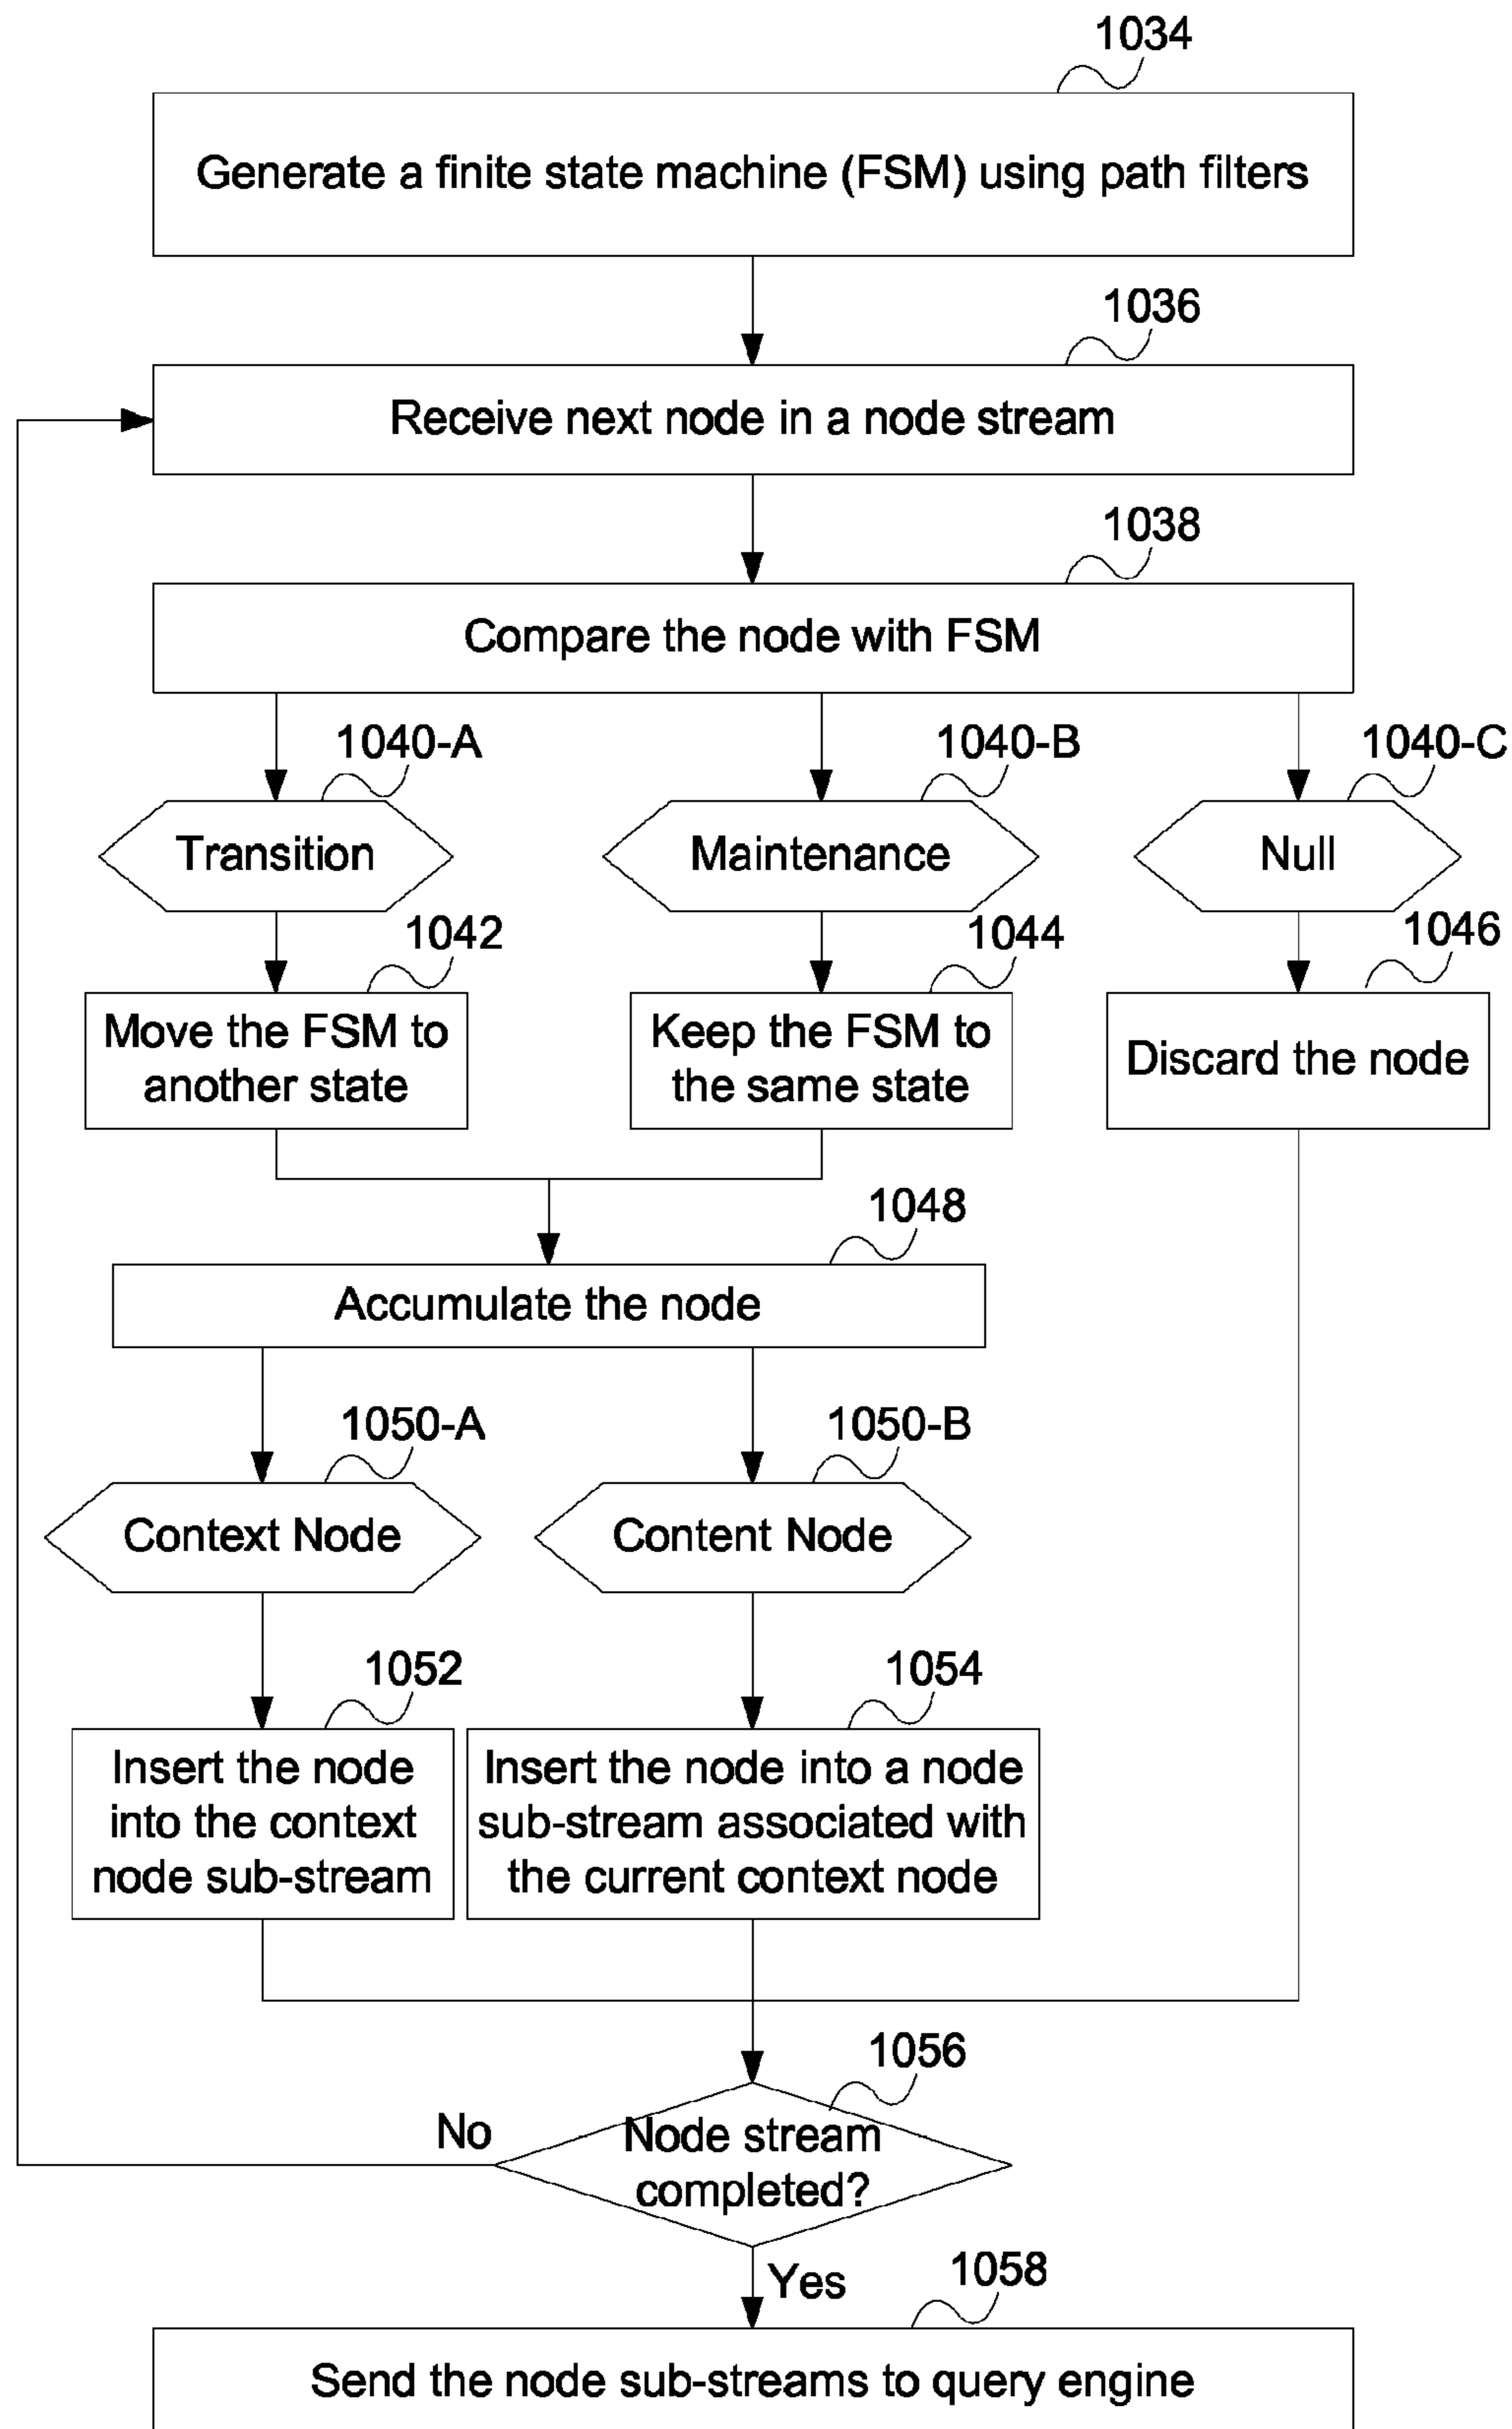 1034
Generate a finite state machine (FSM) using path filters
1036
Receive next node in a node stream
1038
Compare the node with FSM
1040-A
1040-B
1040-C
Transition
Maintenance
Null
1042
1044
1046
Move the FSM to
another state
Keep the FSM to
the same state
Discard the node
1048
Accumulate the node
1050-A
1050-B
Context Node
Content Node
1052
1054
Insert the node
into the context
node sub-stream
Insert the node into a node
sub-stream associated with
the current context node
1056
No
Node stream
completed?
Yes
1058
Send the node sub-streams to query engine